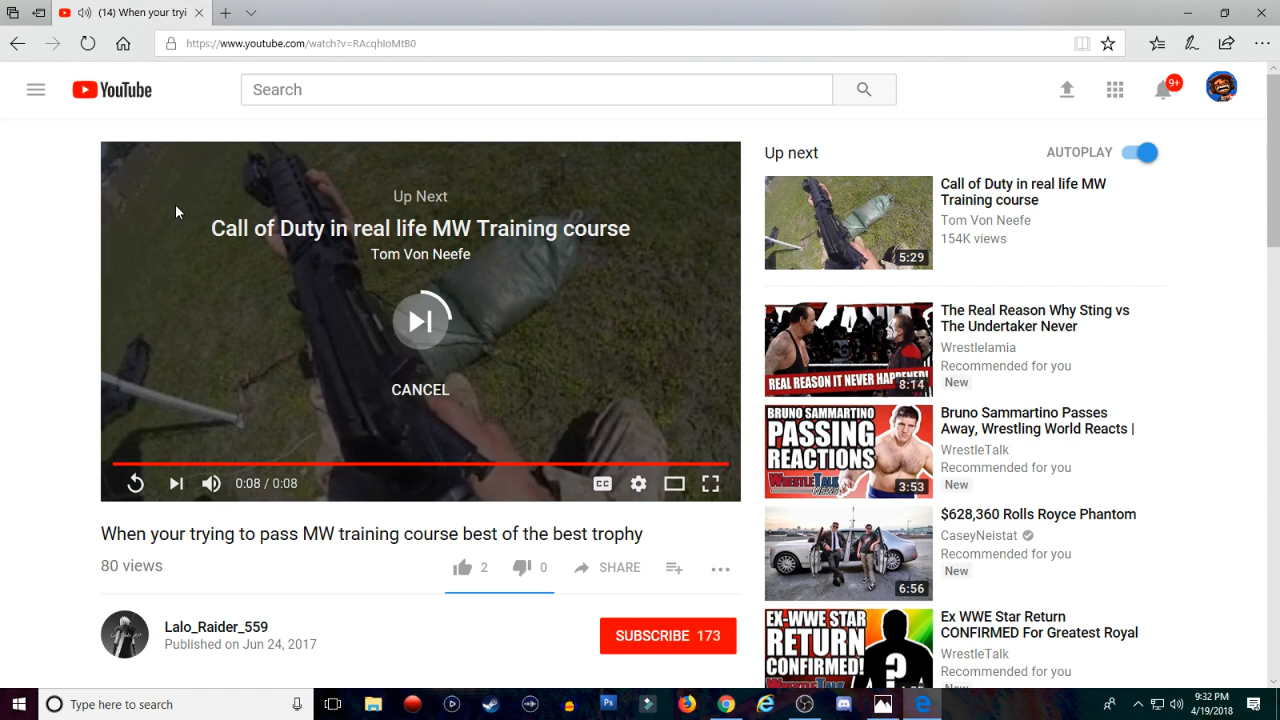 (14) When your tryi
https://www.youtube.com/watch?v=RAcqhIoMtB0
YouTube
Search
9+
Up Next
Call of Duty in real life MW Training course
Tom Von Neefe
CANCEL
0:08 / 0:08
CC
When your trying to pass MW training course best of the best trophy
80 views
2
0
SHARE
Lalo_Raider_559
Published on Jun 24, 2017
SUBSCRIBE 173
Up next
AUTOPLAY
5:29
Call of Duty in real life MW
Training course
Tom Von Neefe
154K views
REAL REASON IT NEVER HAPPENED!
8:14
The Real Reason Why Sting vs
The Undertaker Never
Wrestlelamia
Recommended for you
New
BRUNO SAMMARTINO
PASSING
REACTIONS
WRESTLETALK
NEWS
3:53
Bruno Sammartino Passes
Away, Wrestling World Reacts |
WrestleTalk
Recommended for you
New
6:56
$628,360 Rolls Royce Phantom
CaseyNeistat
Recommended for you
New
EX-WWE STAR
RETURN
CONFIRMED!
?
Ex WWE Star Return
CONFIRMED For Greatest Royal
WrestleTalk
Recommended for you
New
Type here to search
Ps
9:32 PM
4/19/2018